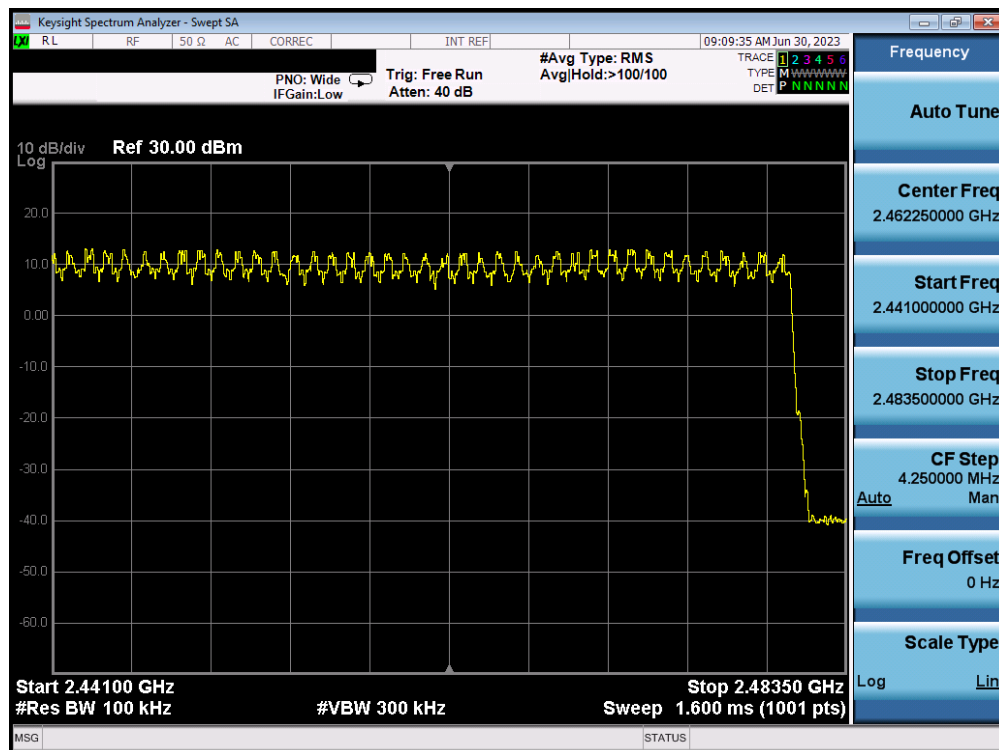 Keysight Spectrum Analyzer - Swept SA
LXI RL RF 50 Ω AC CORREC INT REF 09:09:35 AM Jun 30, 2023
PNO: Wide
IFGain:Low
Trig: Free Run
Atten: 40 dB
#Avg Type: RMS
Avg|Hold:>100/100
TRACE 1 2 3 4 5 6
TYPE M WWWWW
DET P N N N N N
10 dB/div Ref 30.00 dBm
Log
20.0
10.0
0.00
-10.0
-20.0
-30.0
-40.0
-50.0
-60.0
Start 2.44100 GHz Stop 2.48350 GHz
#Res BW 100 kHz #VBW 300 kHz Sweep 1.600 ms (1001 pts)
MSG STATUS
Frequency
Auto Tune
Center Freq
2.462250000 GHz
Start Freq
2.441000000 GHz
Stop Freq
2.483500000 GHz
CF Step
4.250000 MHz
Auto Man
Freq Offset
0 Hz
Scale Type
Log Lin